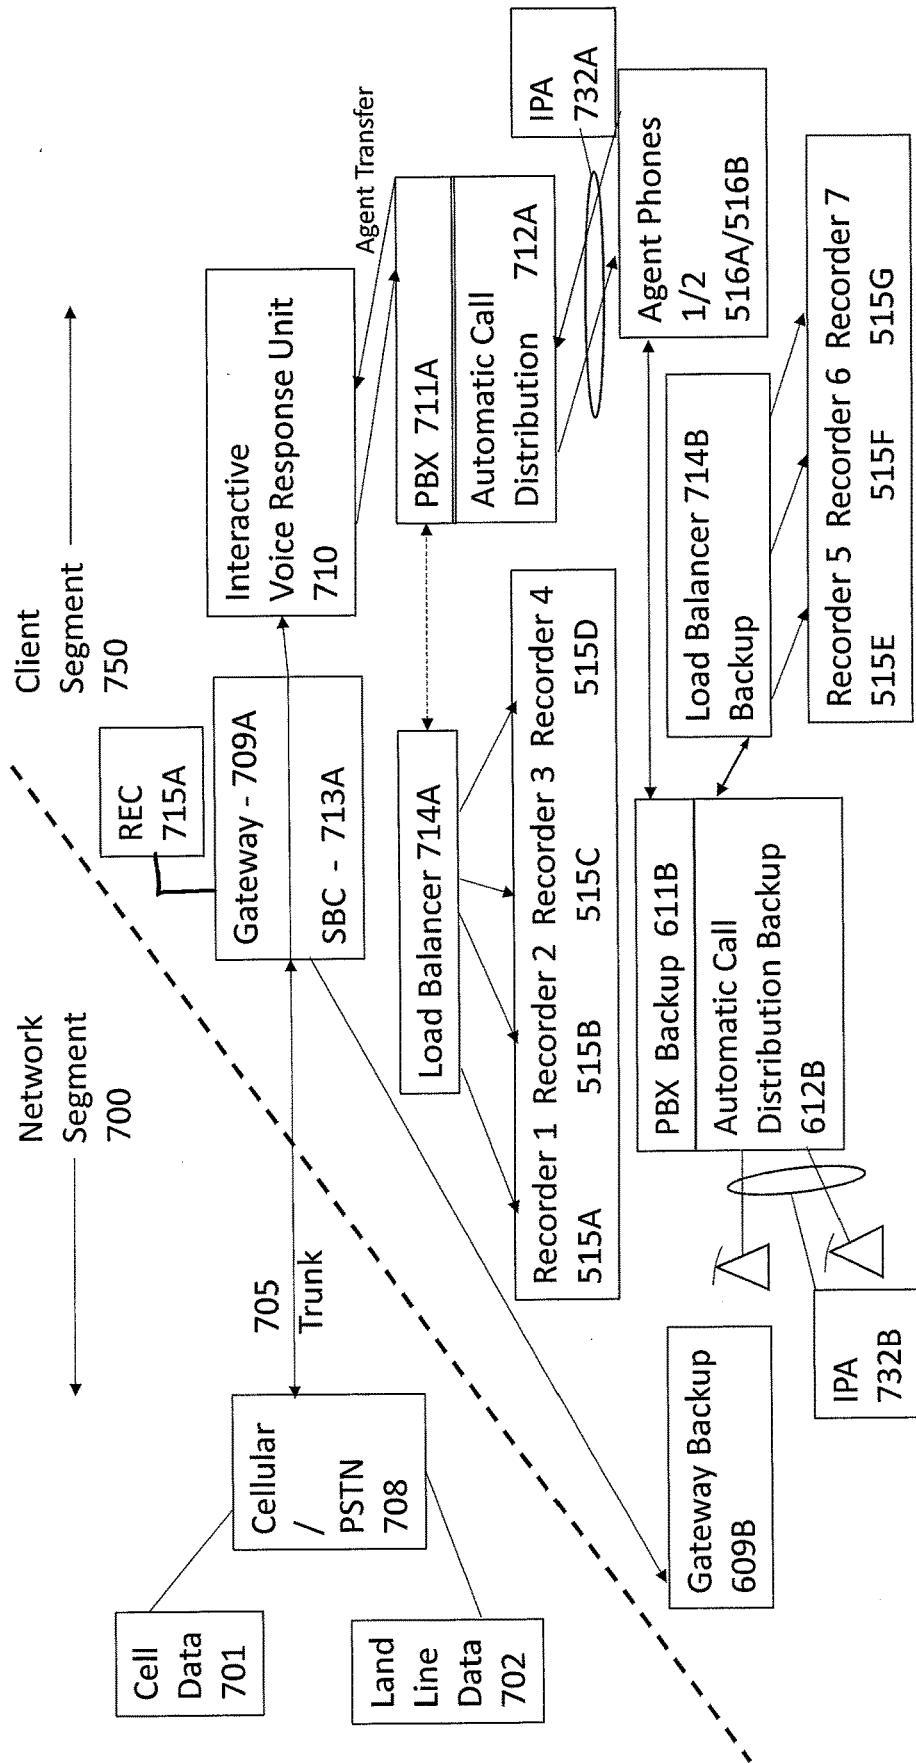 Network
Segment
700
Client
Segment
750
Cell
Data
701
Land
Line
Data
702
Cellular
/
PSTN
708
705
Trunk
REC
715A
Gateway - 709A
SBC - 713A
Interactive
Voice Response Unit
710
Agent Transfer
PBX 711A
Automatic Call
Distribution 712A
Load Balancer 714A
Recorder 1 Recorder 2 Recorder 3 Recorder 4
515A 515B 515C 515D
IPA
732A
Agent Phones
1/2
516A/516B
Gateway Backup
609B
PBX Backup 611B
Automatic Call
Distribution Backup
612B
Load Balancer 714B
Backup
Recorder 5 Recorder 6 Recorder 7
515E 515F 515G
IPA
732B